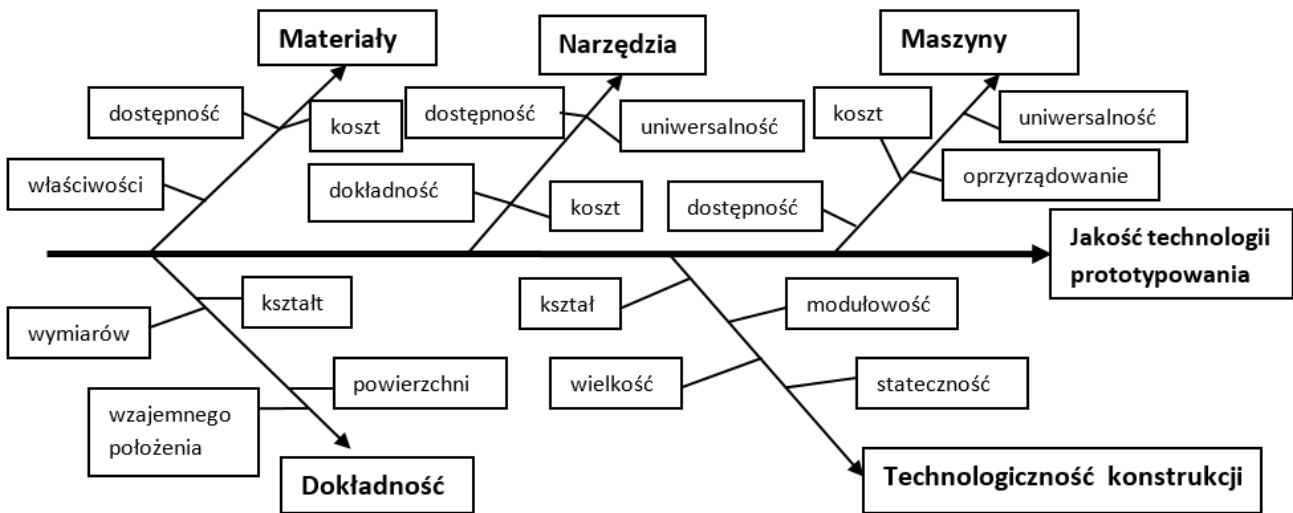 Materiały
Narzędzia
Maszyny
dostępność
koszt
dostępność
uniwersalność
koszt
uniwersalność
właściwości
dokładność
koszt
dostępność
oprzyrządowanie
Jakość technologii
prototypowania
kształt
wymiarów
kształ
modułowość
powierzchni
wielkość
stateczność
wzajemnego
położenia
Dokładność
Technologiczność konstrukcji